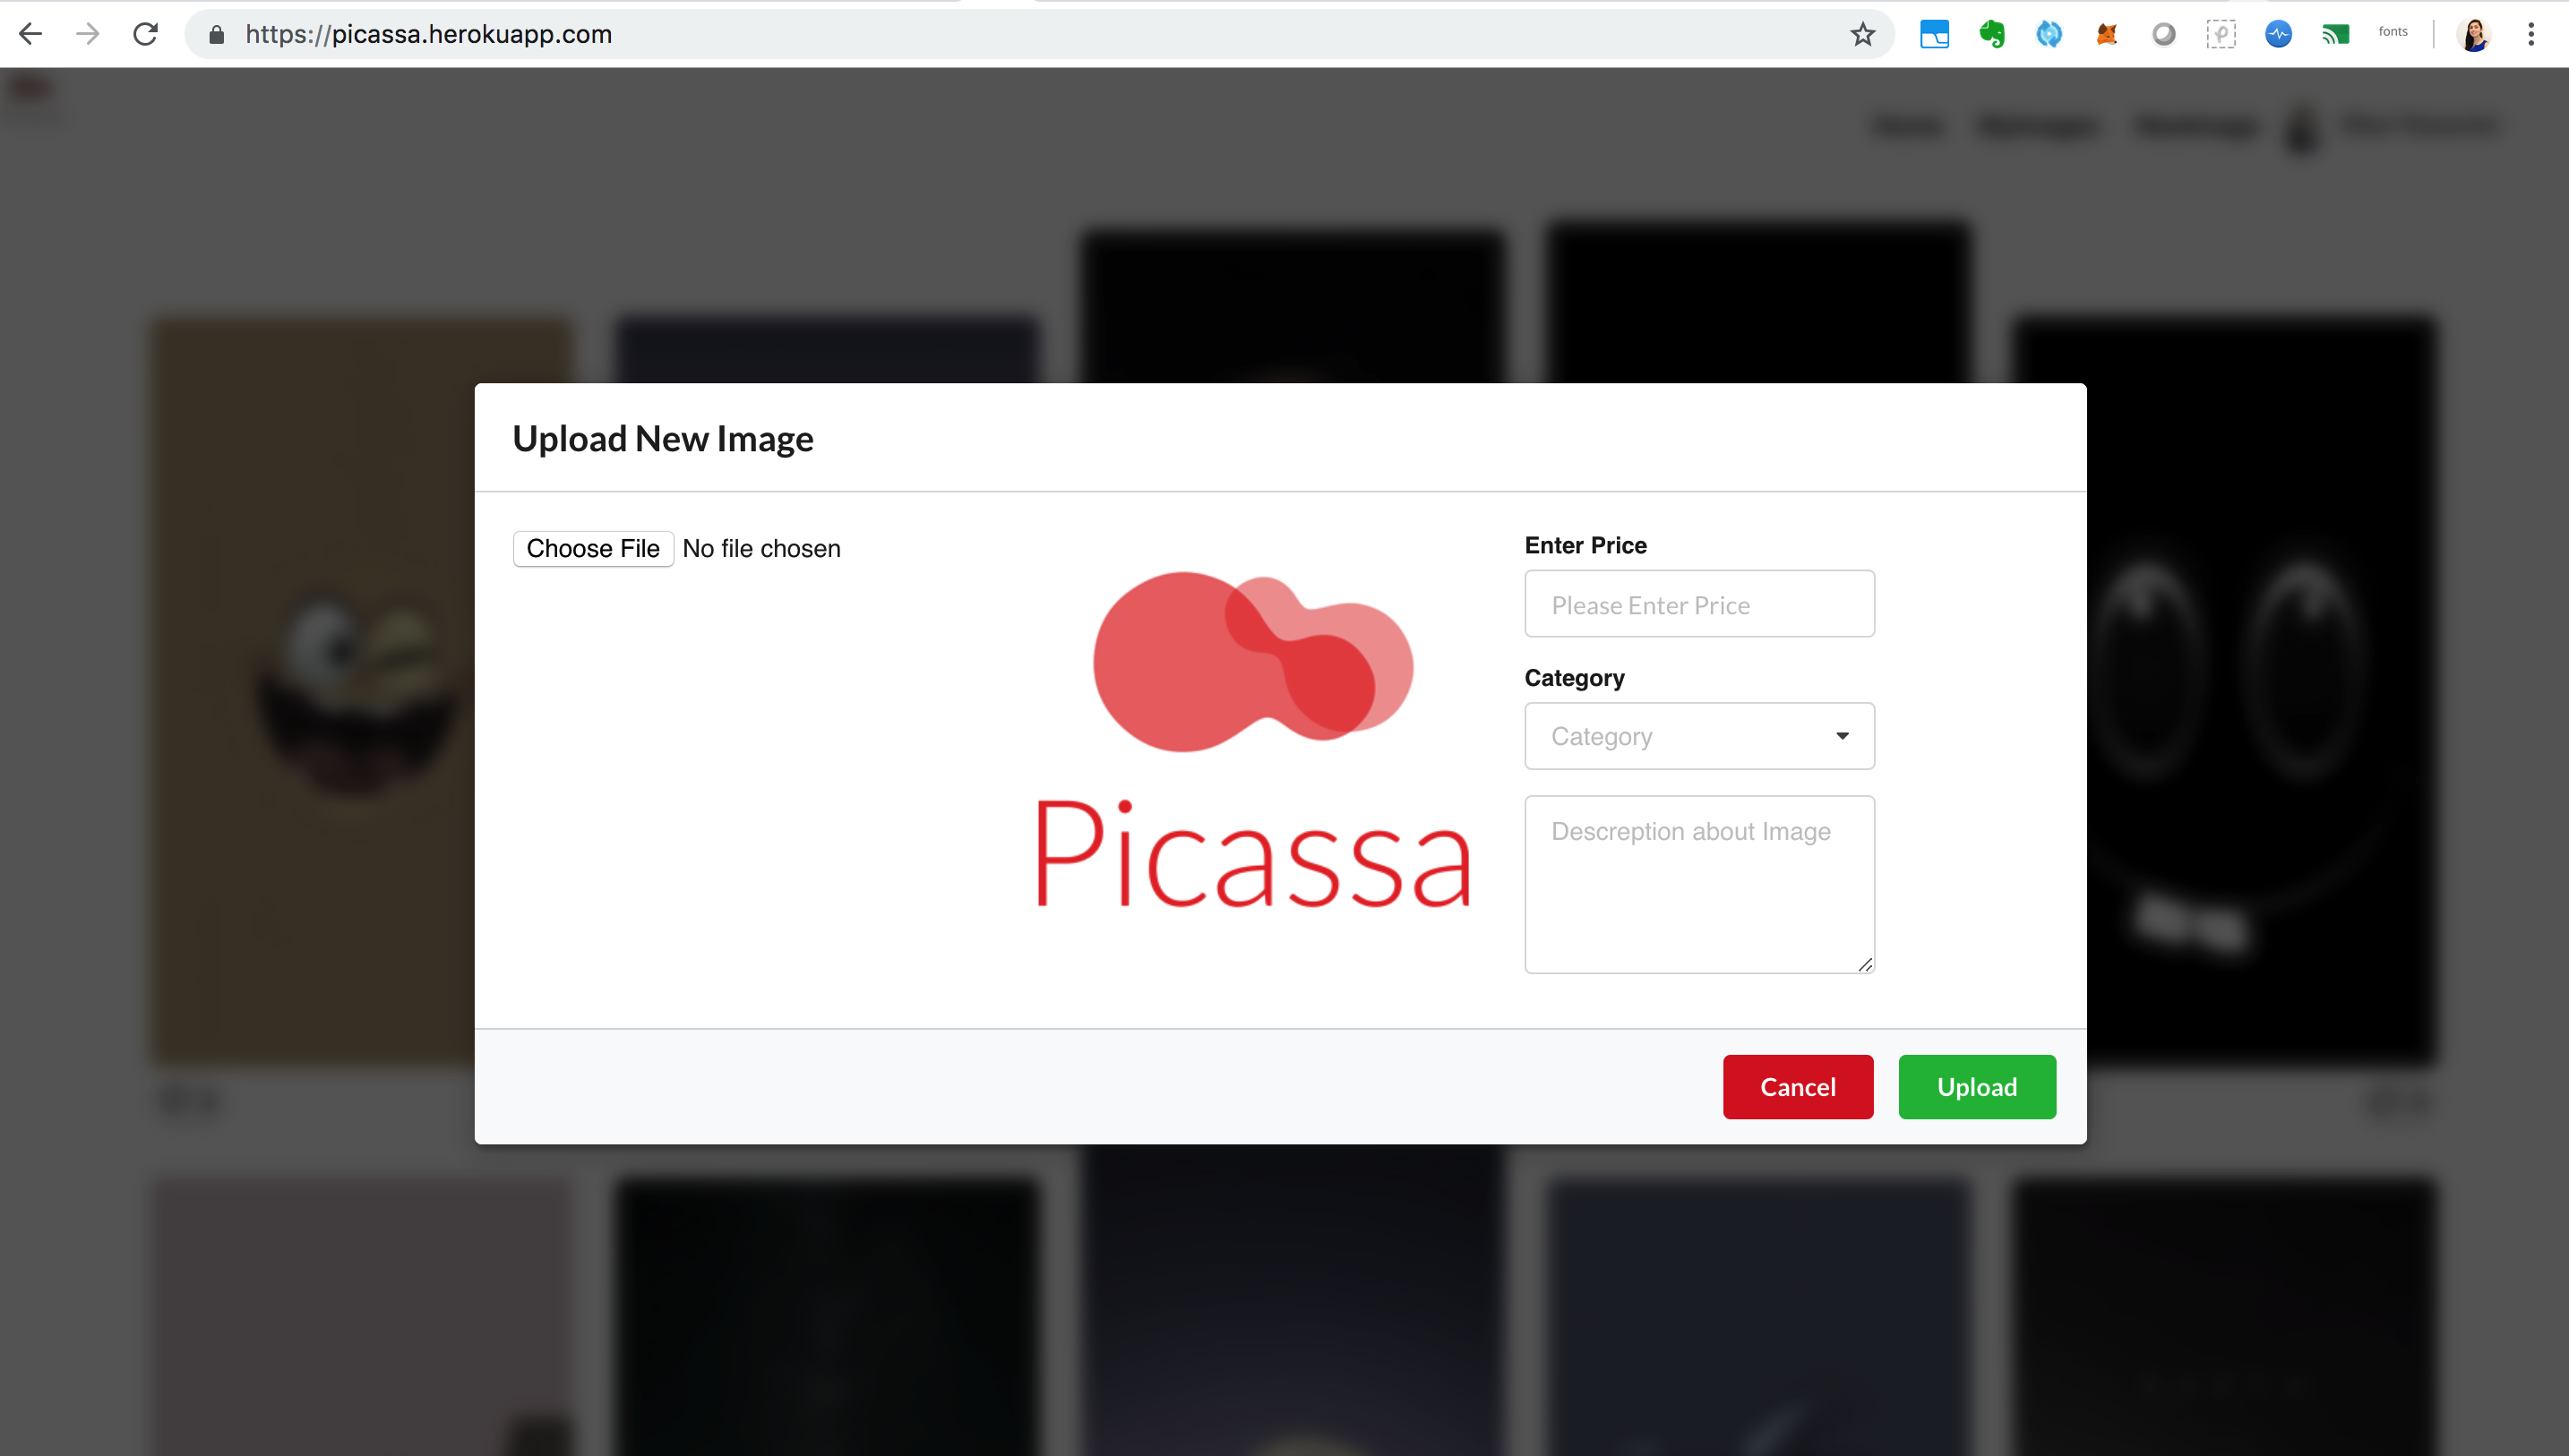 https://picassa.herokuapp.com
fonts
Home
Upload New Image
Choose File No file chosen
Enter Price
Please Enter Price
Category
Category
Descreption about Image
Picassa
Cancel
Upload